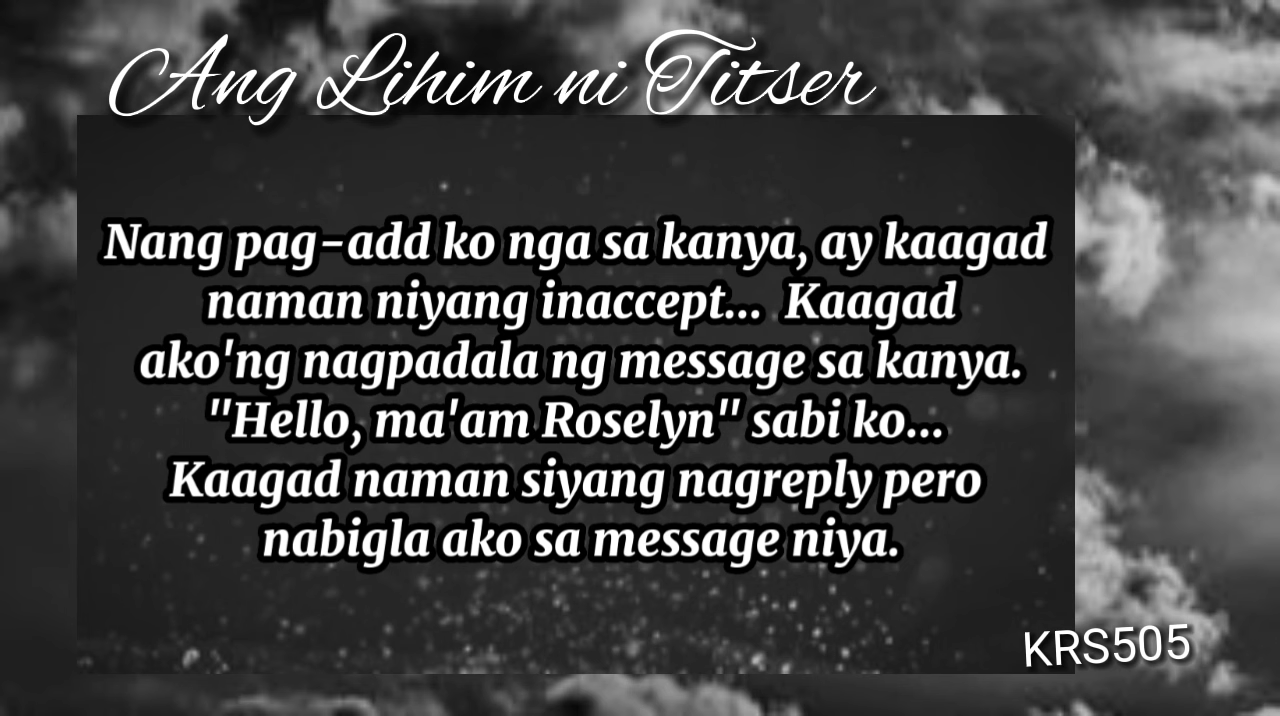 Ang Lihim ni Titser
Nang pag-add ko nga sa kanya, ay kaagad
naman niyang inaccept... Kaagad
ako'ng nagpadala ng message sa kanya.
"Hello, ma'am Roselyn" sabi ko...
Kaagad naman siyang nagreply pero
nabigla ako sa message niya.
KRS505